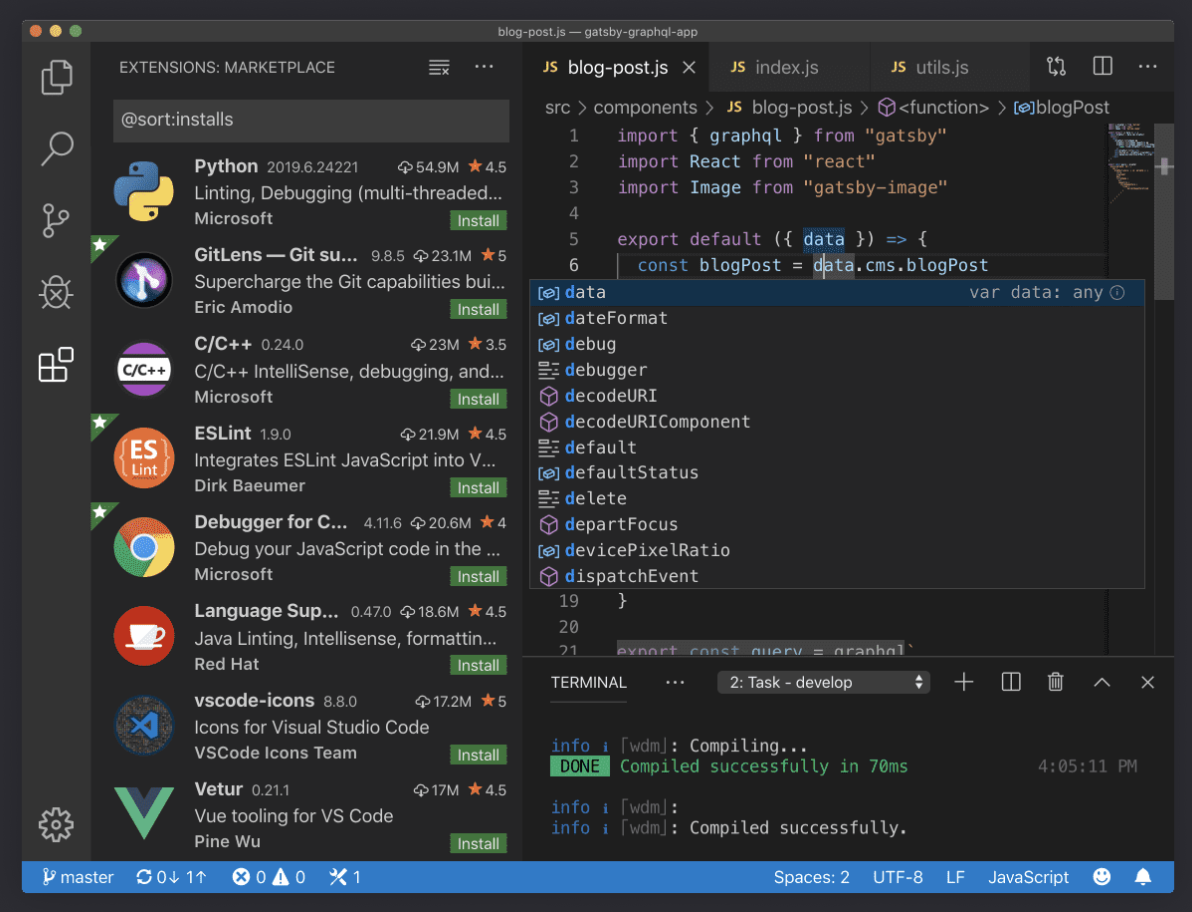 blog-post.js — gatsby-graphql-app
EXTENSIONS: MARKETPLACE
@sort:installs
Python 2019.6.24221 54.9M 4.5
Linting, Debugging (multi-threaded...
Microsoft Install
GitLens — Git su... 9.8.5 23.1M 5
Supercharge the Git capabilities bui...
Eric Amodio Install
C/C++
C/C++ 0.24.0 23M 3.5
C/C++ IntelliSense, debugging, and...
Microsoft Install
ES
Lint
ESLint 1.9.0 21.9M 4.5
Integrates ESLint JavaScript into V...
Dirk Baeumer Install
Debugger for C... 4.11.6 20.6M 4
Debug your JavaScript code in the ...
Microsoft Install
Language Sup... 0.47.0 18.6M 4.5
Java Linting, Intellisense, formattin...
Red Hat Install
vscode-icons 8.8.0 17.2M 5
Icons for Visual Studio Code
VSCode Icons Team Install
Vetur 0.21.1 17M 4.5
Vue tooling for VS Code
Pine Wu Install
JS blog-post.js JS index.js JS utils.js
src > components > JS blog-post.js > <function> > blogPost
1 import { graphql } from "gatsby"
2 import React from "react"
3 import Image from "gatsby-image"
4
5 export default ({ data }) => {
6 const blogPost = data.cms.blogPost
data var data: any
dateFormat
debug
debugger
decodeURI
decodeURIComponent
default
defaultStatus
delete
departFocus
devicePixelRatio
dispatchEvent
19 }
20
21 export const query = graphql`
TERMINAL ... 2: Task - develop
info i ⌈wdm⌋: Compiling...
DONE Compiled successfully in 70ms 4:05:11 PM
info i ⌈wdm⌋:
info i ⌈wdm⌋: Compiled successfully.
master 0↓ 1↑ 0 0 1 Spaces: 2 UTF-8 LF JavaScript